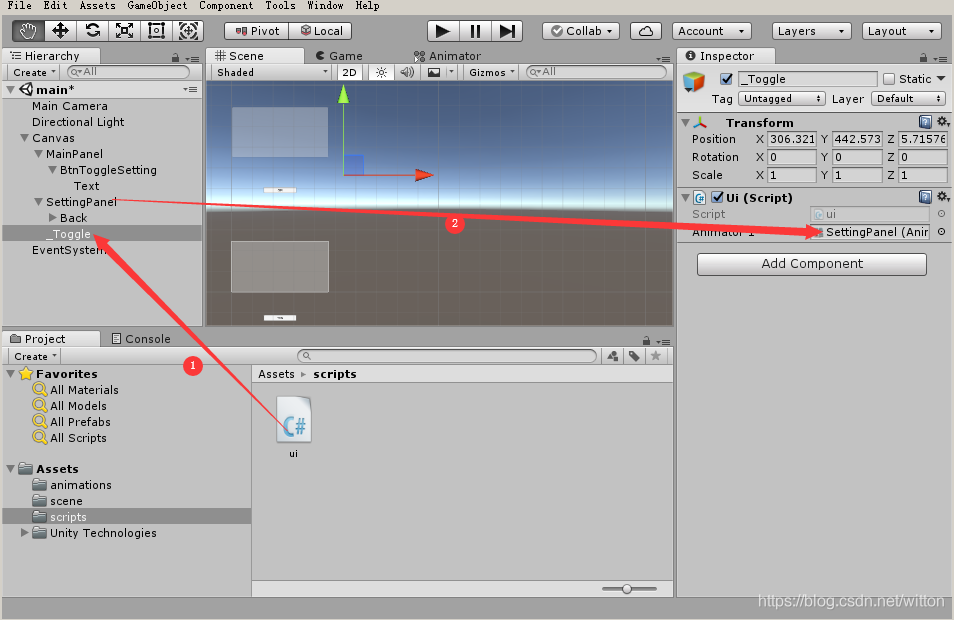 File Edit Assets GameObject Component Tools Window Help
Pivot Local Collab Account Layers Layout
Hierarchy
Create All
main*
Main Camera
Directional Light
Canvas
MainPanel
BtnToggleSetting
Text
SettingPanel
Back
_Toggle
EventSystem
Scene Game Animator
Shaded 2D Gizmos All
2
Inspector
_Toggle Static
Tag Untagged Layer Default
Transform
Position X 306.321 Y 442.573 Z 5.71576
Rotation X 0 Y 0 Z 0
Scale X 1 Y 1 Z 1
Ui (Script)
Script ui
Animator 1 SettingPanel (Anir
Add Component
Project Console
Create
1
Favorites
All Materials
All Models
All Prefabs
All Scripts
Assets
animations
scene
scripts
Unity Technologies
Assets scripts
C#
ui
https://blog.csdn.net/witton